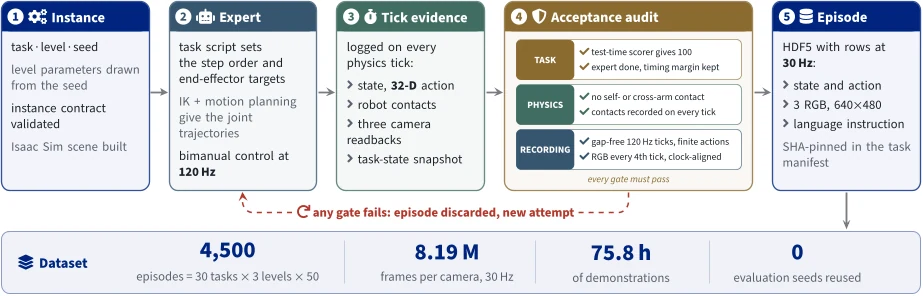 1 Instance
task · level · seed
level parameters drawn
from the seed
instance contract
validated
Isaac Sim scene built
2 Expert
task script sets
the step order and
end-effector targets
IK + motion planning
give the joint
trajectories
bimanual control at
120 Hz
3 Tick evidence
logged on every
physics tick:
state, 32-D action
robot contacts
three camera
readbacks
task-state snapshot
4 Acceptance audit
TASK
test-time scorer gives 100
expert done, timing margin kept
PHYSICS
no self- or cross-arm contact
contacts recorded on every tick
RECORDING
gap-free 120 Hz ticks, finite actions
RGB every 4th tick, clock-aligned
every gate must pass
5 Episode
HDF5 with rows at
30 Hz:
state and action
3 RGB, 640×480
language instruction
SHA-pinned in the task
manifest
any gate fails: episode discarded, new attempt
Dataset
4,500
episodes = 30 tasks × 3 levels × 50
8.19 M
frames per camera, 30 Hz
75.8 h
of demonstrations
0
evaluation seeds reused